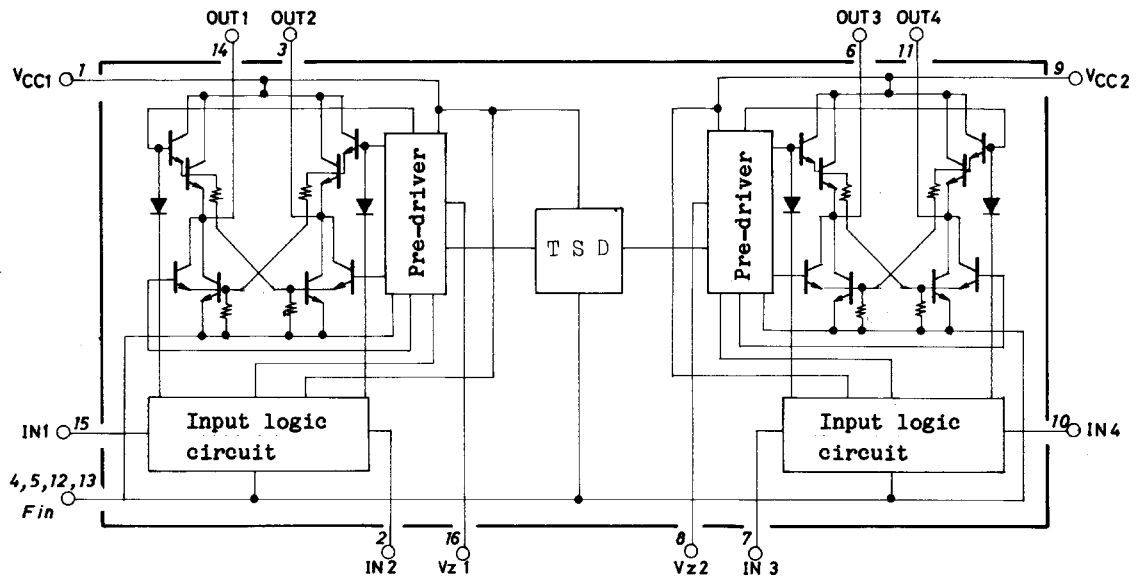 OUT1 OUT2 OUT3 OUT4
14 3 6 11
VCC1 1 9 VCC2
Pre-driver
TSD
Pre-driver
IN1 15
Input logic
circuit
Input logic
circuit
10 IN4
4,5,12,13
Fin
2 16 8 7
IN2 Vz1 Vz2 IN3